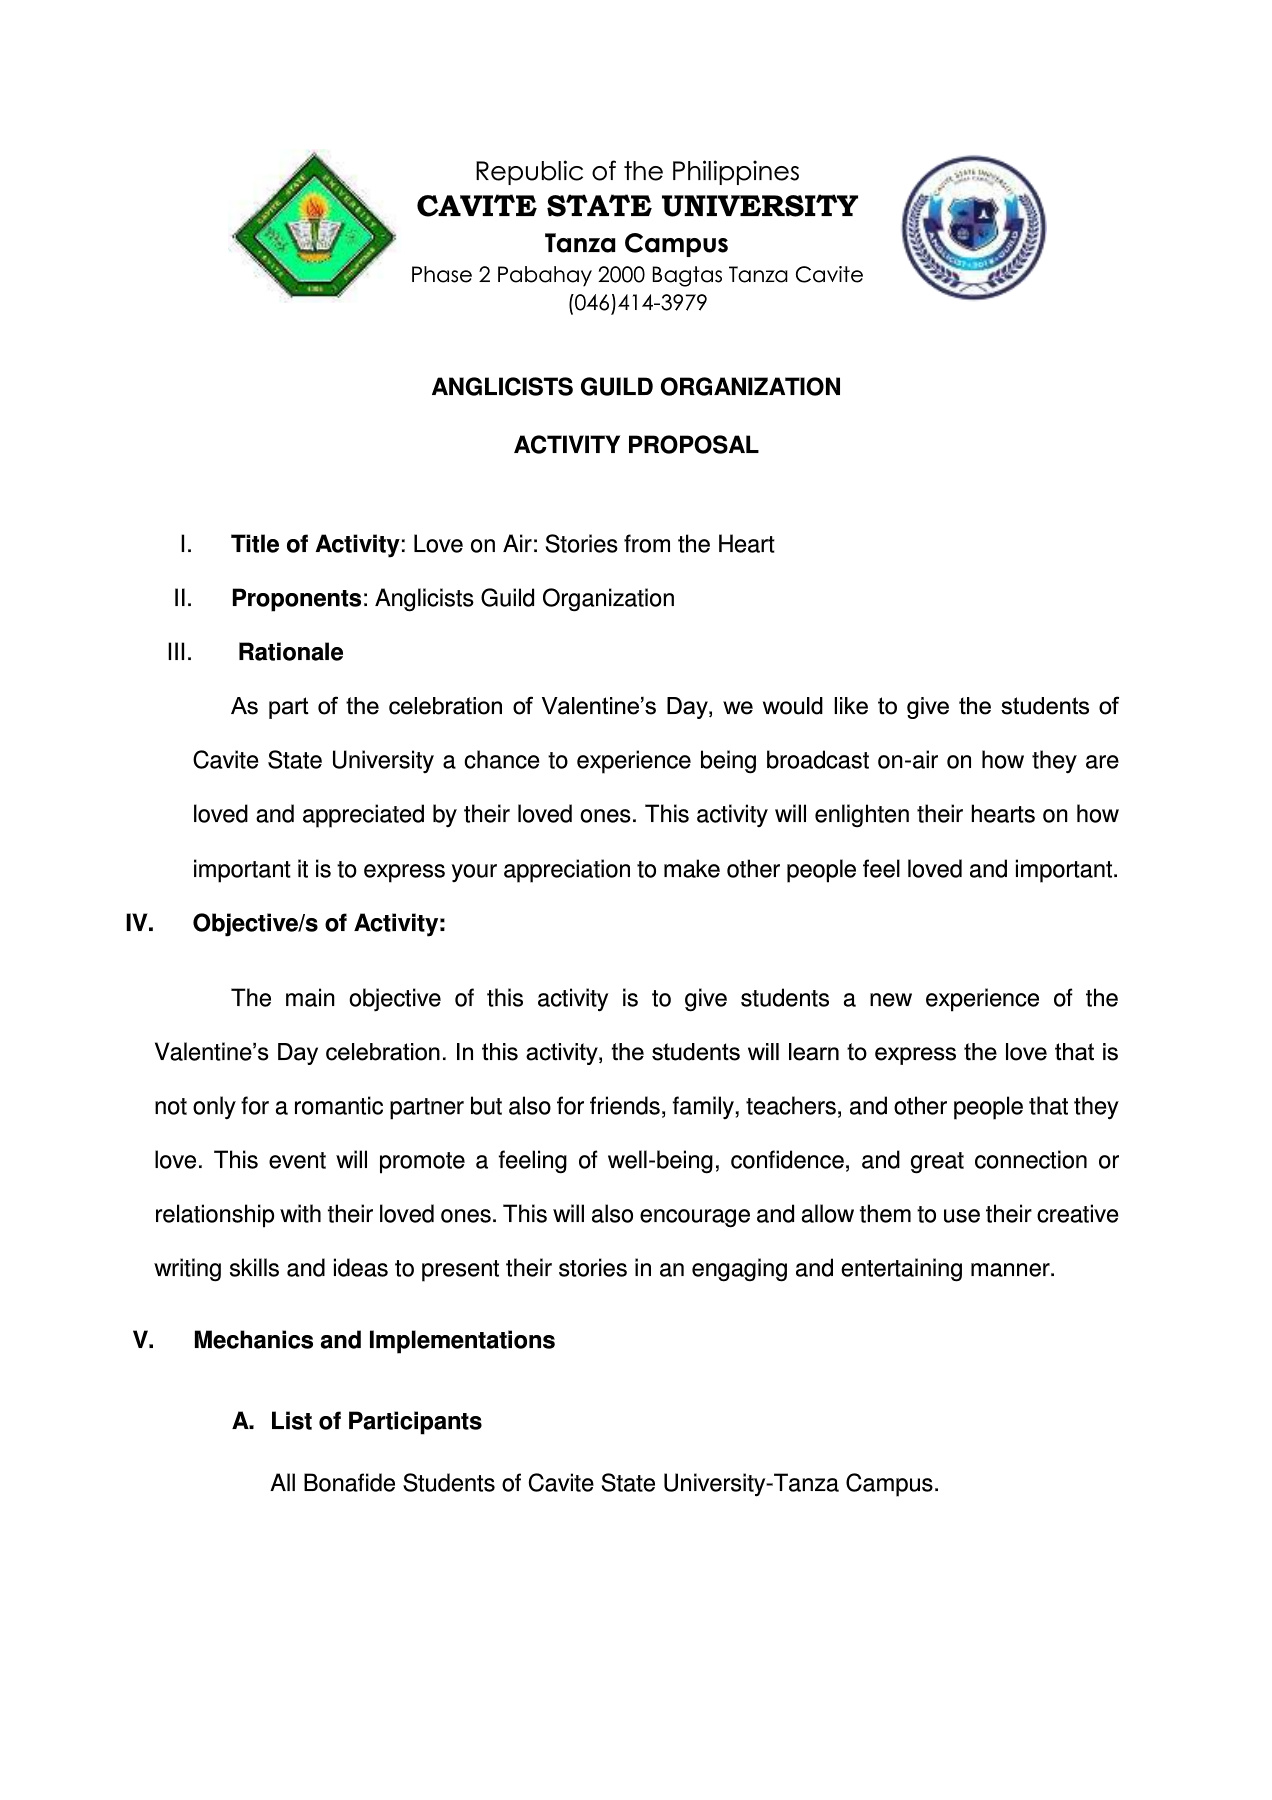 Republic of the Philippines
CAVITE STATE UNIVERSITY
Tanza Campus
Phase 2 Pabahay 2000 Bagtas Tanza Cavite
(046)414-3979
CAVITE STATE UNIVERSITY
CAVITE STATE UNIVERSITY
TANZA CAMPUS
ANGLICIST • 2018 • GUILD
ANGLICISTS GUILD ORGANIZATION
ACTIVITY PROPOSAL
I. Title of Activity: Love on Air: Stories from the Heart
II. Proponents: Anglicists Guild Organization
III. Rationale
As part of the celebration of Valentine’s Day, we would like to give the students of
Cavite State University a chance to experience being broadcast on-air on how they are
loved and appreciated by their loved ones. This activity will enlighten their hearts on how
important it is to express your appreciation to make other people feel loved and important.
IV. Objective/s of Activity:
The main objective of this activity is to give students a new experience of the
Valentine’s Day celebration. In this activity, the students will learn to express the love that is
not only for a romantic partner but also for friends, family, teachers, and other people that they
love. This event will promote a feeling of well-being, confidence, and great connection or
relationship with their loved ones. This will also encourage and allow them to use their creative
writing skills and ideas to present their stories in an engaging and entertaining manner.
V. Mechanics and Implementations
A. List of Participants
All Bonafide Students of Cavite State University-Tanza Campus.